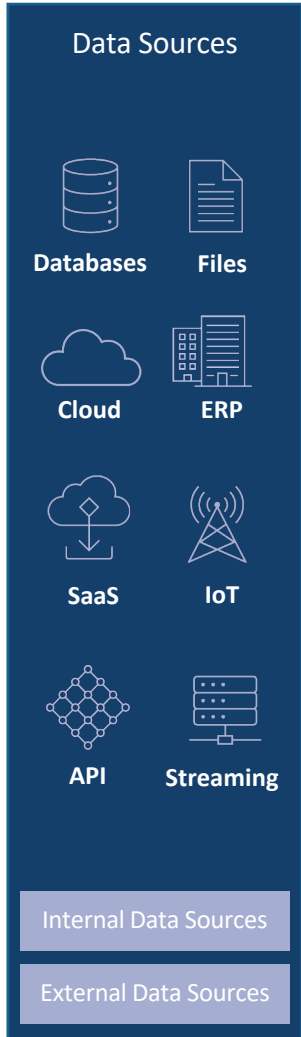 Data Sources
Databases
Files
Cloud
ERP
SaaS
IoT
API
Streaming
Internal Data Sources
External Data Sources